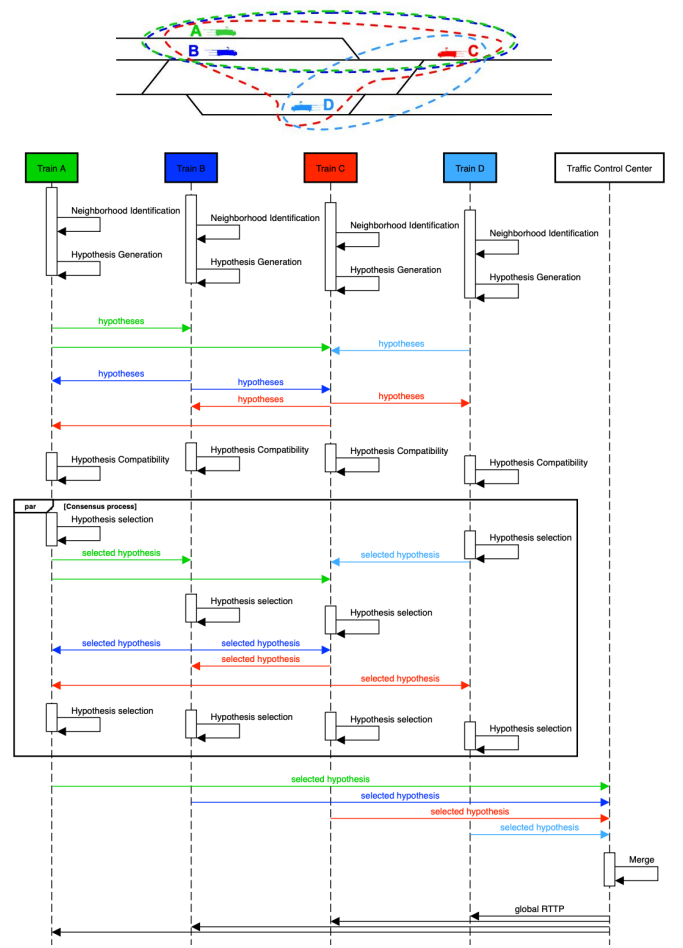 A
B
C
D
Train A
Train B
Train C
Train D
Traffic Control Center
Neighborhood Identification
Neighborhood Identification
Neighborhood Identification
Neighborhood Identification
Hypothesis Generation
Hypothesis Generation
Hypothesis Generation
Hypothesis Generation
hypotheses
hypotheses
hypotheses
hypotheses
hypotheses
hypotheses
Hypothesis Compatibility
Hypothesis Compatibility
Hypothesis Compatibility
Hypothesis Compatibility
par
[Consensus process]
Hypothesis selection
Hypothesis selection
selected hypothesis
selected hypothesis
Hypothesis selection
Hypothesis selection
selected hypothesis
selected hypothesis
selected hypothesis
selected hypothesis
Hypothesis selection
Hypothesis selection
Hypothesis selection
Hypothesis selection
selected hypothesis
selected hypothesis
selected hypothesis
selected hypothesis
Merge
global RTTP